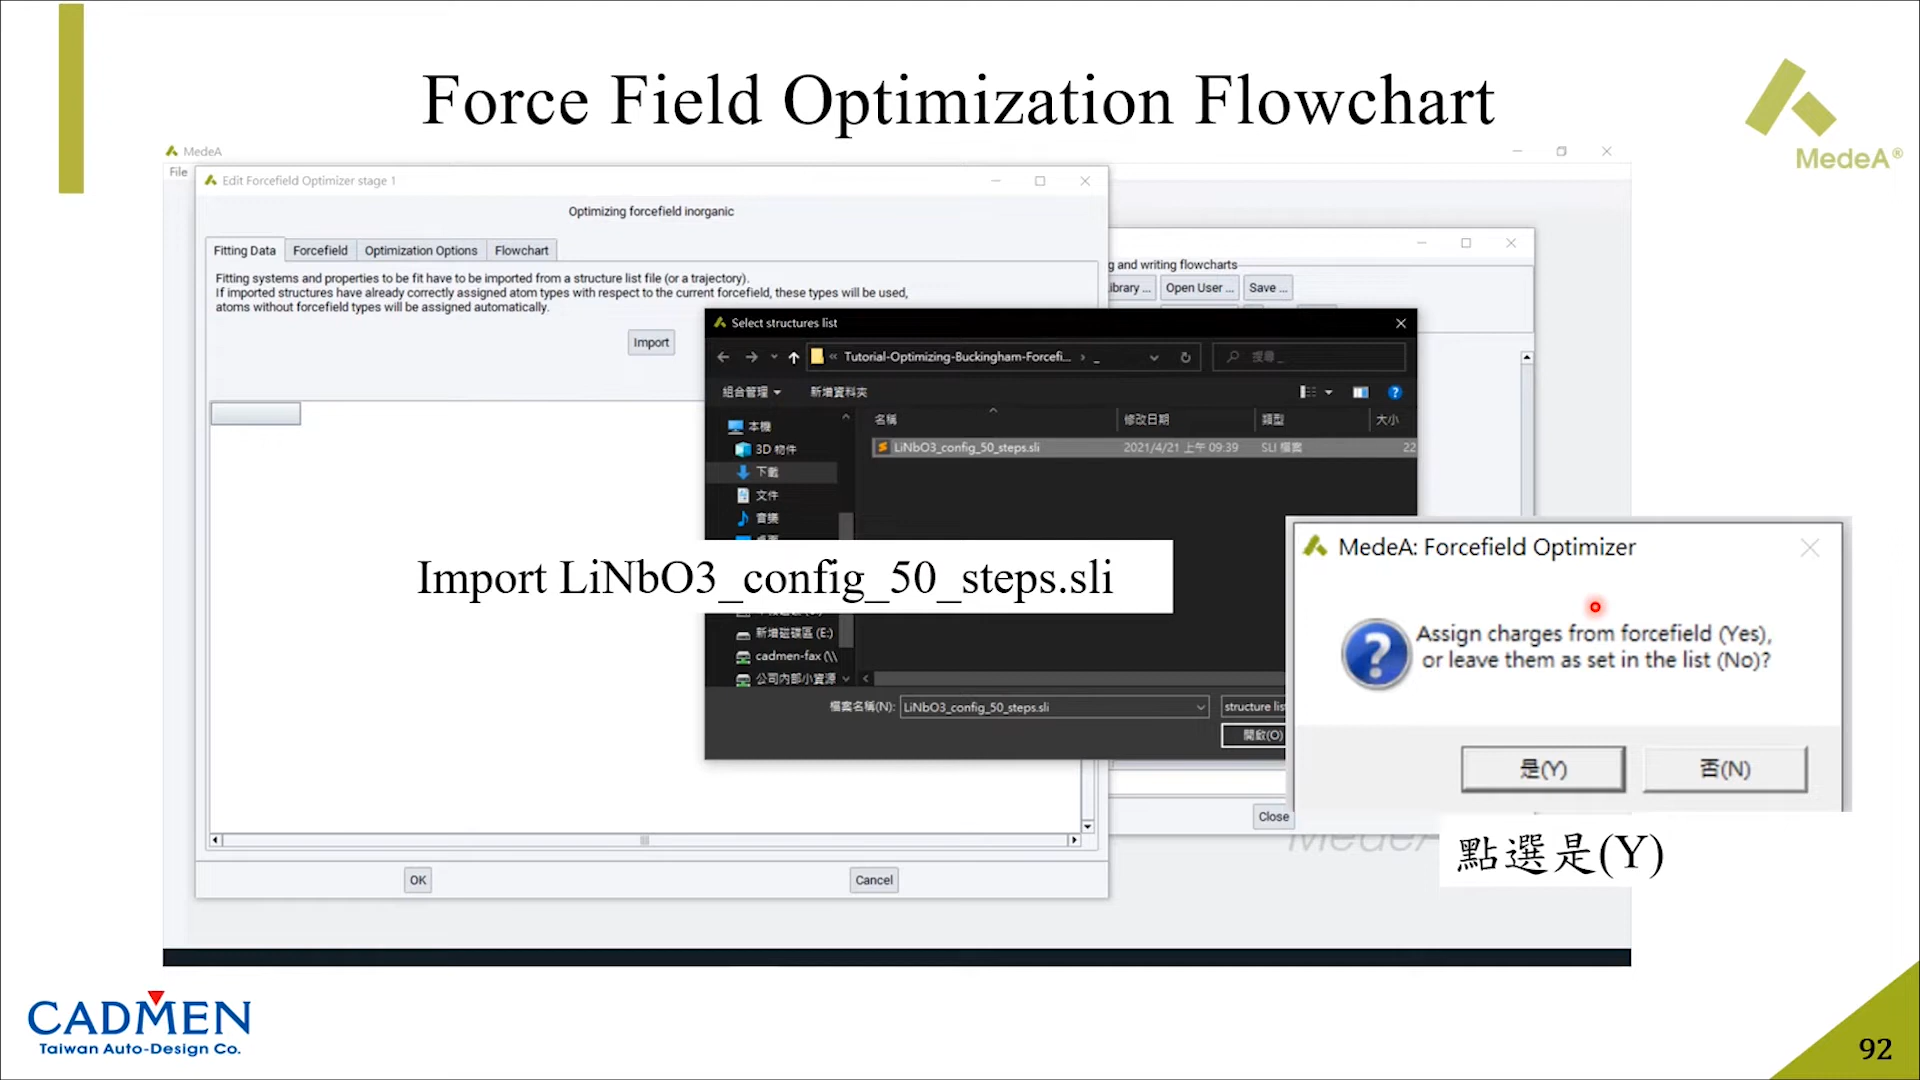 Force Field Optimization Flowchart
MedeA®
MedeA
File
Edit Forcefield Optimizer stage 1
Optimizing forcefield inorganic
Fitting Data
Forcefield
Optimization Options
Flowchart
Fitting systems and properties to be fit have to be imported from a structure list file (or a trajectory).
If imported structures have already correctly assigned atom types with respect to the current forcefield, these types will be used,
atoms without forcefield types will be assigned automatically.
Import
g and writing flowcharts
ibrary ...
Open User ...
Save ...
Select structures list
« Tutorial-Optimizing-Buckingham-Forcefi... › _
搜尋 _
組合管理
新增資料夾
名稱
修改日期
類型
大小
本機
3D 物件
下載
文件
音樂
LiNbO3_config_50_steps.sli
2021/4/21 上午 09:39
SLI 檔案
22
Import LiNbO3_config_50_steps.sli
新增磁碟區 (E:)
cadmen-fax (\\
公司內部小資源
檔案名稱(N):
LiNbO3_config_50_steps.sli
structure list
開啟(O)
MedeA: Forcefield Optimizer
Assign charges from forcefield (Yes),
or leave them as set in the list (No)?
是(Y)
否(N)
Close
MedeA
點選是(Y)
OK
Cancel
CADMEN
Taiwan Auto-Design Co.
92